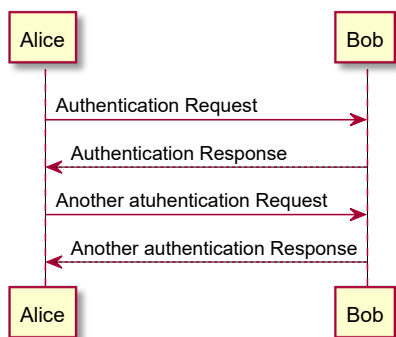 Alice
Bob
Authentication Request
Authentication Response
Another atuhentication Request
Another authentication Response
Alice
Bob